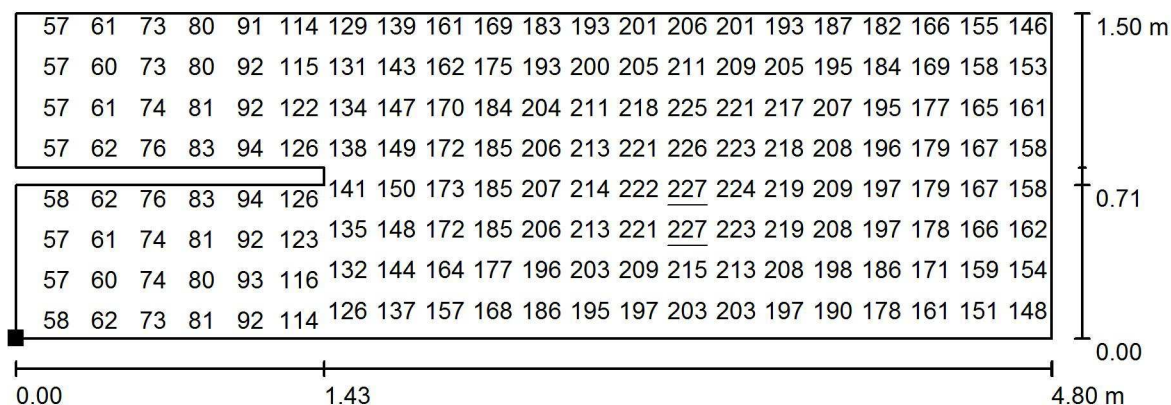 57 61 73 80 91 114 129 139 161 169 183 193 201 206 201 193 187 182 166 155 146
1.50 m
57 60 73 80 92 115 131 143 162 175 193 200 205 211 209 205 195 184 169 158 153
57 61 74 81 92 122 134 147 170 184 204 211 218 225 221 217 207 195 177 165 161
57 62 76 83 94 126 138 149 172 185 206 213 221 226 223 218 208 196 179 167 158
58 62 76 83 94 126 141 150 173 185 207 214 222 227 224 219 209 197 179 167 158
0.71
57 61 74 81 92 123 135 148 172 185 206 213 221 227 223 219 208 197 178 166 162
57 60 74 80 93 116 132 144 164 177 196 203 209 215 213 208 198 186 171 159 154
58 62 73 81 92 114 126 137 157 168 186 195 197 203 203 197 190 178 161 151 148
0.00
0.00 1.43 4.80 m